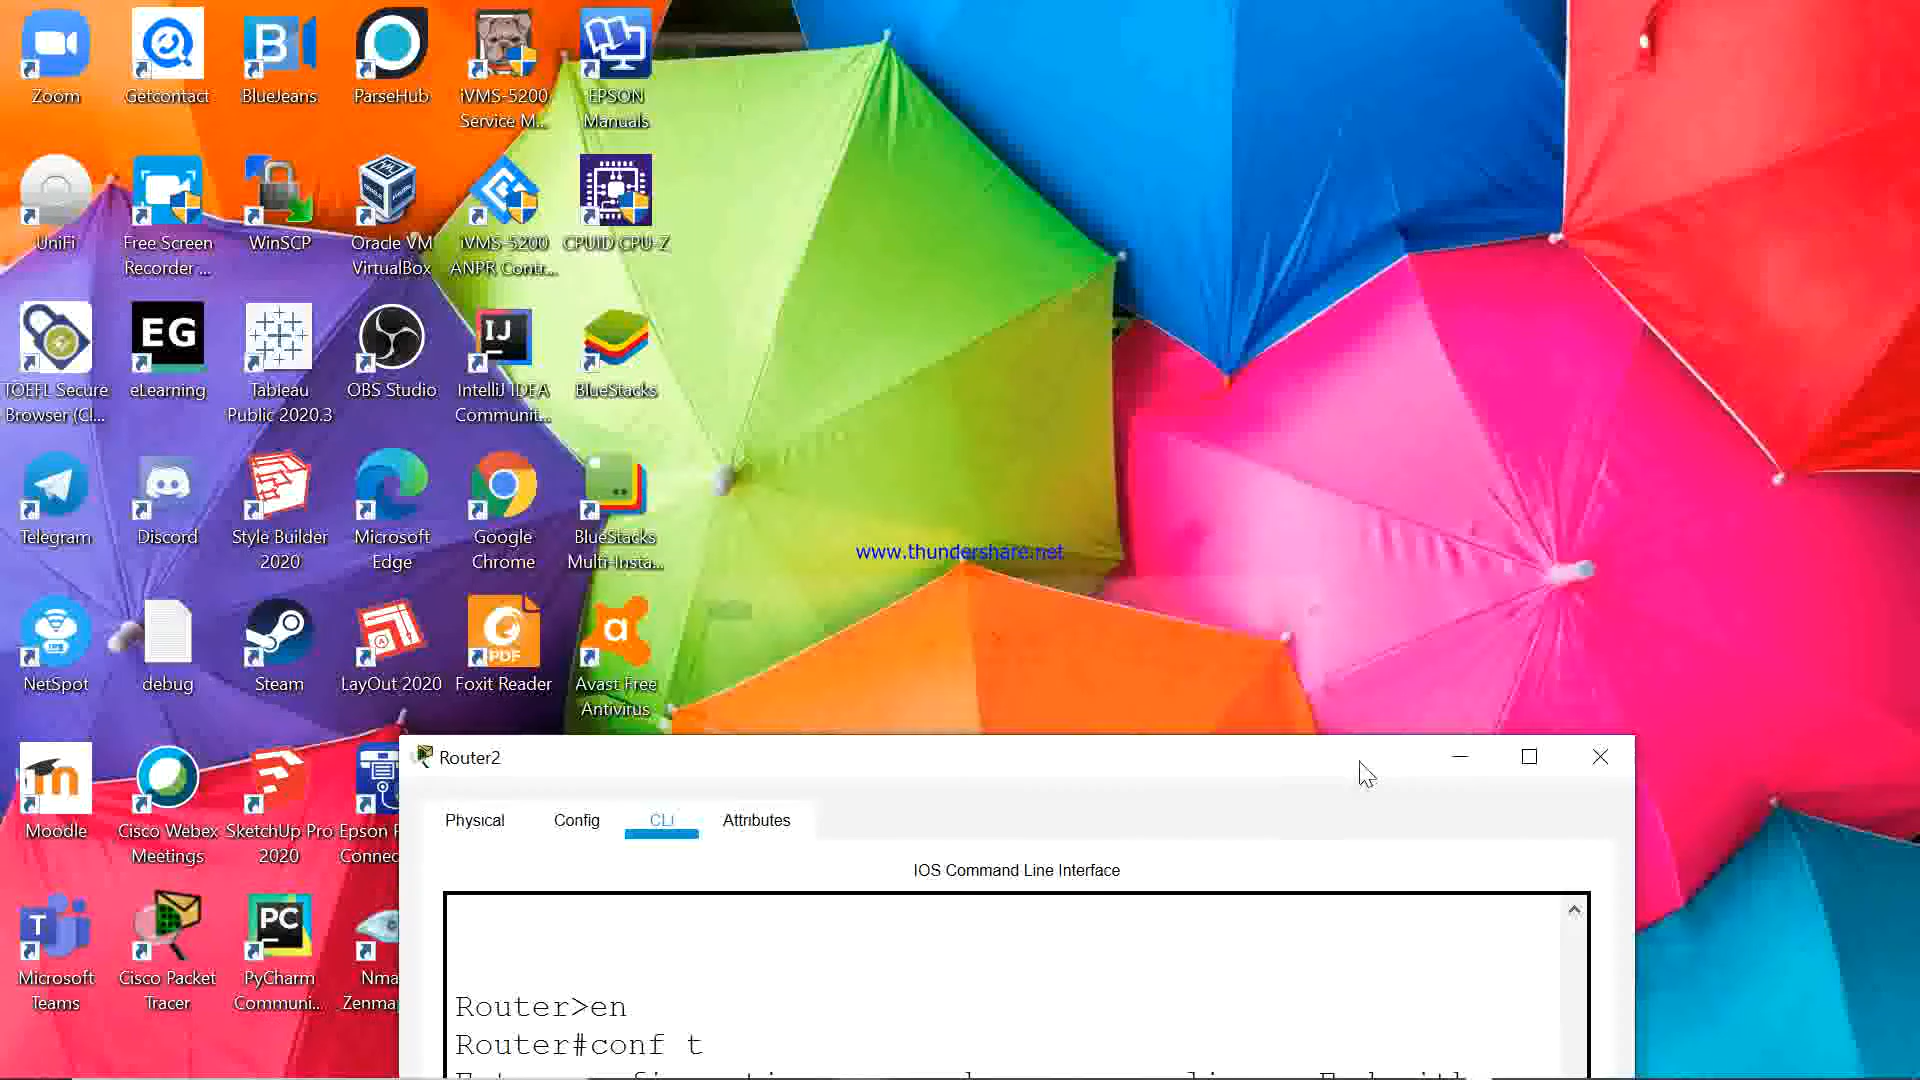 Zoom
Getcontact
BlueJeans
ParseHub
iVMS-5200
Service M...
EPSON
Manuals
UniFi
Free Screen
Recorder ...
WinSCP
Oracle VM
VirtualBox
iVMS-5200
ANPR Contr...
CPUID CPU-Z
TOEFL Secure
Browser (Cl...
EG
eLearning
Tableau
Public 2020.3
OBS Studio
IJ
IntelliJ IDEA
Communit...
BlueStacks
Telegram
Discord
Style Builder
2020
Microsoft
Edge
Google
Chrome
BlueStacks
Multi-Insta...
www.thundershare.net
NetSpot
debug
Steam
LayOut 2020
PDF
Foxit Reader
Avast Free
Antivirus
Moodle
Cisco Webex
Meetings
SketchUp Pro
2020
Epson
Connec
Microsoft
Teams
Cisco Packet
Tracer
PC
PyCharm
Communi...
Nma
Zenmap
Router2
Physical
Config
CLI
Attributes
IOS Command Line Interface
Router>en
Router#conf t